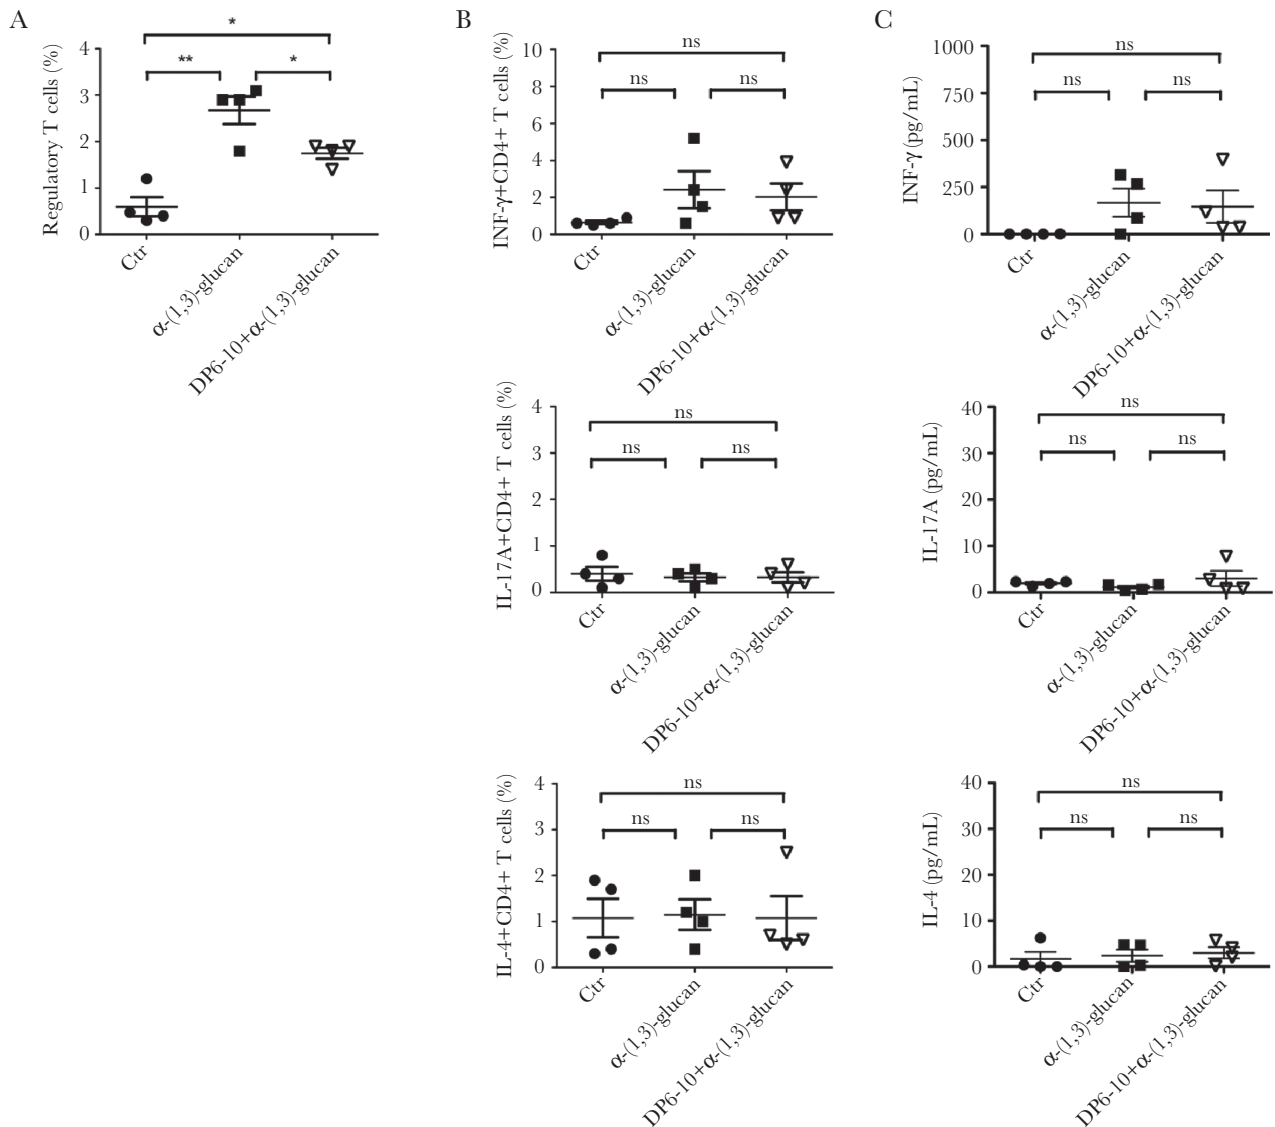 A
Regulatory T cells (%)
4
3
2
1
0
*
**
*
Ctr
α-(1,3)-glucan
DP6-10+α-(1,3)-glucan
B
INF-γ+CD4+ T cells (%)
10
8
6
4
2
0
ns
ns
ns
Ctr
α-(1,3)-glucan
DP6-10+α-(1,3)-glucan
IL-17A+CD4+ T cells (%)
4
3
2
1
0
ns
ns
ns
Ctr
α-(1,3)-glucan
DP6-10+α-(1,3)-glucan
IL-4+CD4+ T cells (%)
4
3
2
1
0
ns
ns
ns
Ctr
α-(1,3)-glucan
DP6-10+α-(1,3)-glucan
C
INF-γ (pg/mL)
1000
750
500
250
0
ns
ns
ns
Ctr
α-(1,3)-glucan
DP6-10+α-(1,3)-glucan
IL-17A (pg/mL)
40
30
20
10
0
ns
ns
ns
Ctr
α-(1,3)-glucan
DP6-10+α-(1,3)-glucan
IL-4 (pg/mL)
40
30
20
10
0
ns
ns
ns
Ctr
α-(1,3)-glucan
DP6-10+α-(1,3)-glucan